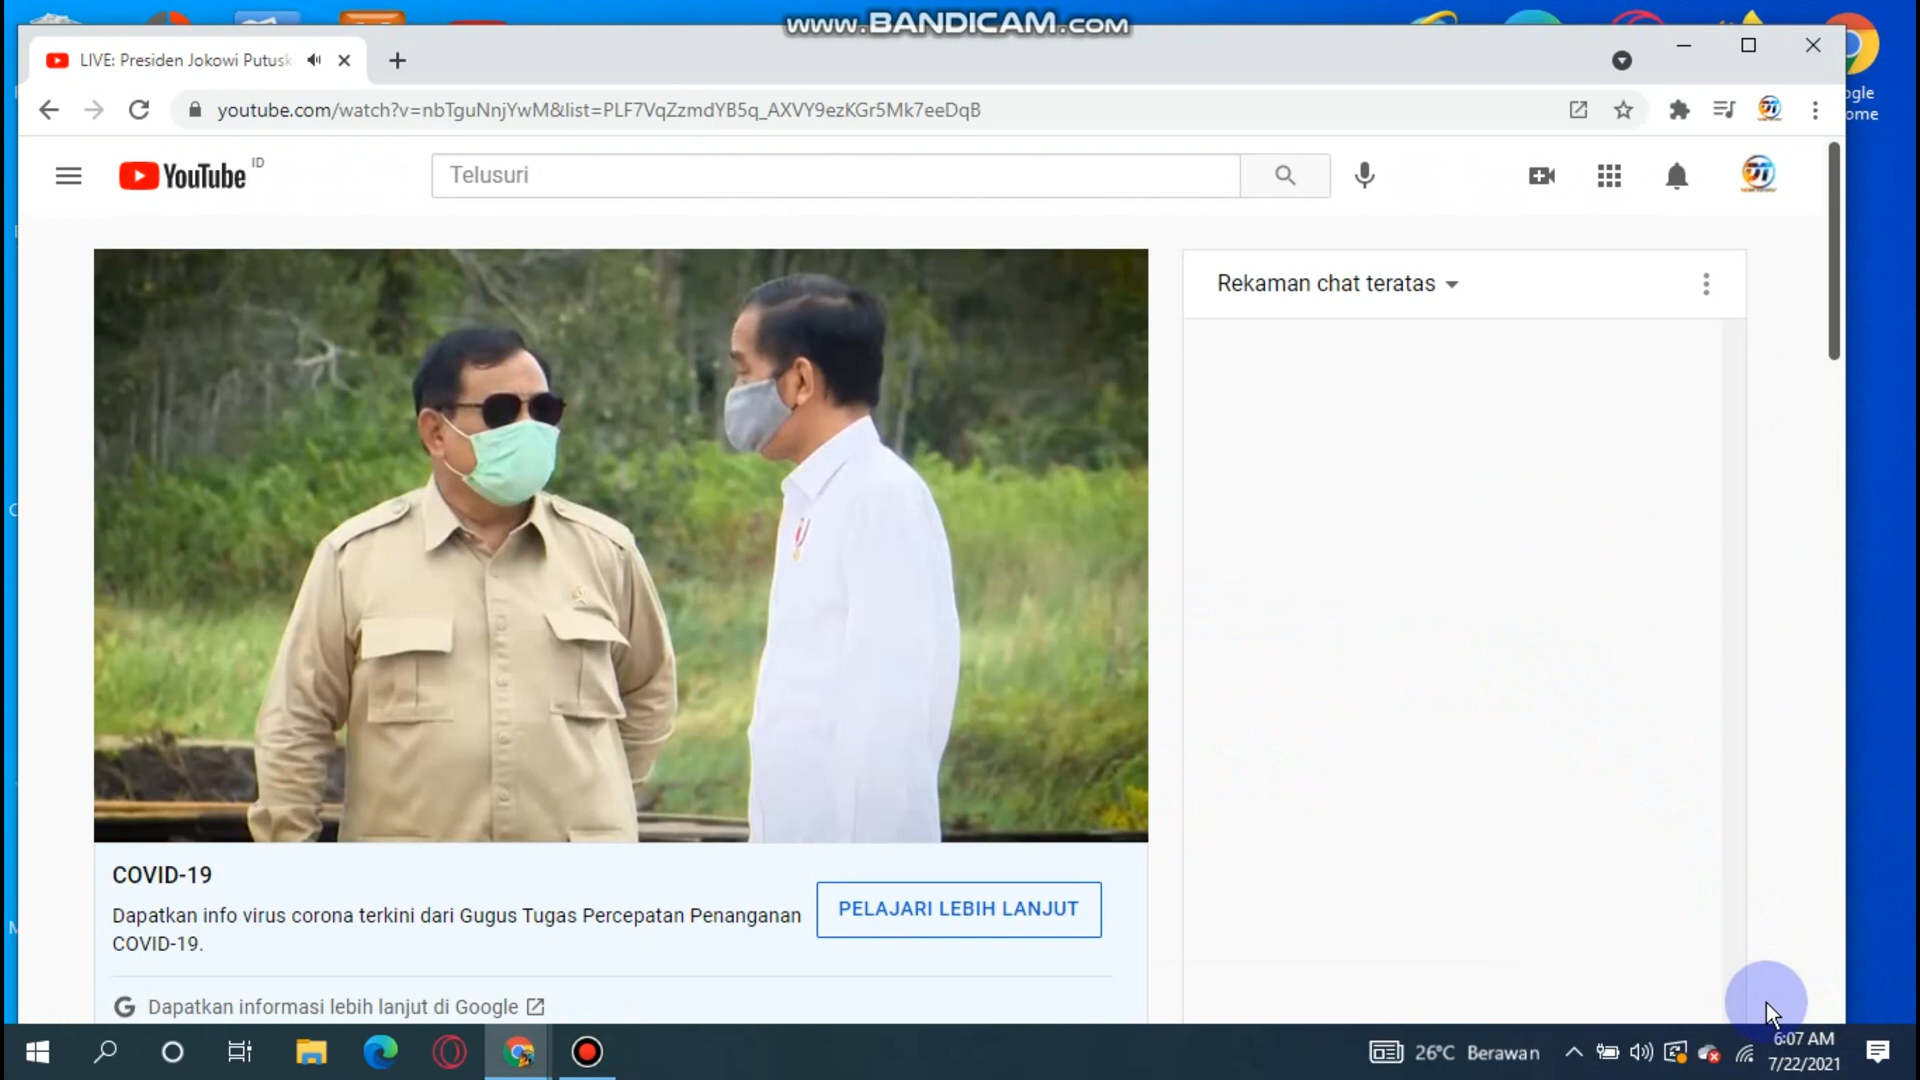 www.BANDICAM.com
LIVE: Presiden Jokowi Putusk
youtube.com/watch?v=nbTguNnjYwM&list=PLF7VqZzmdYB5q_AXVY9ezKGr5Mk7eeDqB
gle
ome
YouTube ID
Telusuri
Rekaman chat teratas
COVID-19
Dapatkan info virus corona terkini dari Gugus Tugas Percepatan Penanganan
COVID-19.
PELAJARI LEBIH LANJUT
Dapatkan informasi lebih lanjut di Google
26°C Berawan
6:07 AM
7/22/2021